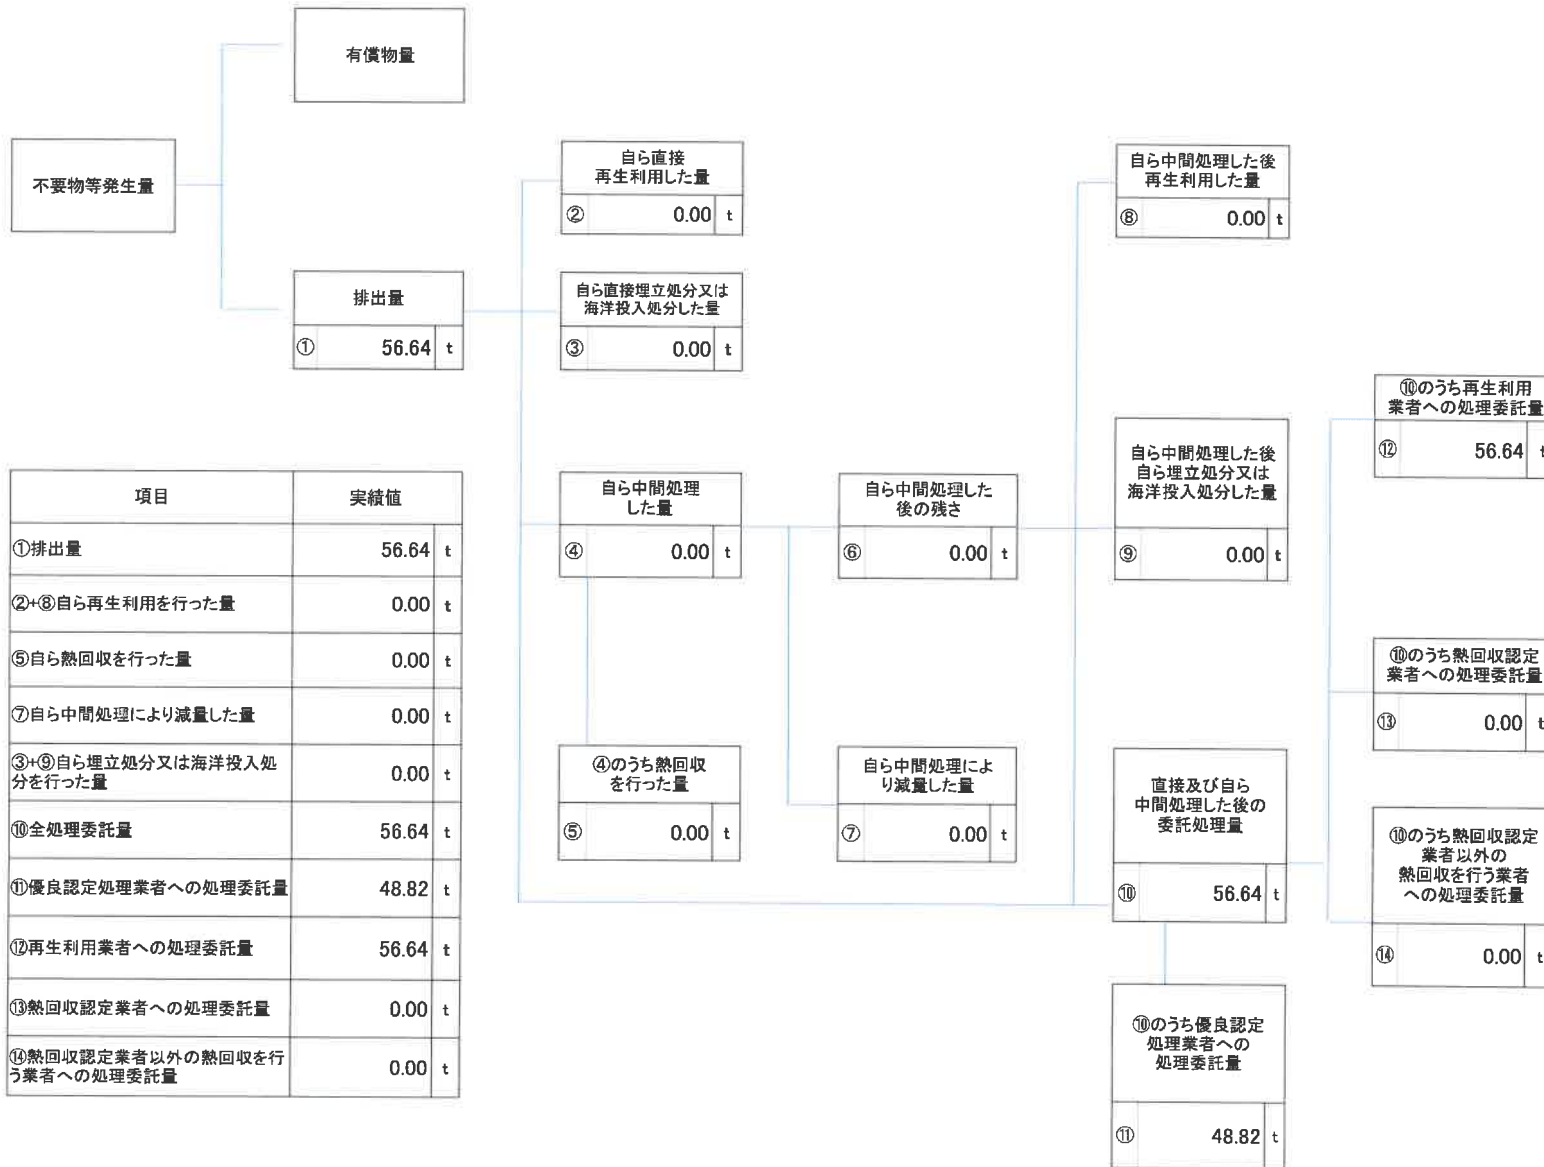 有償物量
不要物等発生量
排出量
① 56.64 t
自ら直接
再生利用した量
② 0.00 t
自ら直接埋立処分又は
海洋投入処分した量
③ 0.00 t
自ら中間処理
した量
④ 0.00 t
④のうち熱回収
を行った量
⑤ 0.00 t
自ら中間処理した
後の残さ
⑥ 0.00 t
自ら中間処理によ
り減量した量
⑦ 0.00 t
自ら中間処理した後
再生利用した量
⑧ 0.00 t
自ら中間処理した後
自ら埋立処分又は
海洋投入処分した量
⑨ 0.00 t
直接及び自ら
中間処理した後の
委託処理量
⑩ 56.64 t
⑩のうち優良認定
処理業者への
処理委託量
⑪ 48.82 t
⑩のうち再生利用
業者への処理委託量
⑫ 56.64 t
⑩のうち熱回収認定
業者への処理委託量
⑬ 0.00 t
⑩のうち熱回収認定
業者以外の
熱回収を行う業者
への処理委託量
⑭ 0.00 t
項目 実績値
①排出量 56.64 t
②+⑧自ら再生利用を行った量 0.00 t
⑤自ら熱回収を行った量 0.00 t
⑦自ら中間処理により減量した量 0.00 t
③+⑨自ら埋立処分又は海洋投入処
分を行った量 0.00 t
⑩全処理委託量 56.64 t
⑪優良認定処理業者への処理委託量 48.82 t
⑫再生利用業者への処理委託量 56.64 t
⑬熱回収認定業者への処理委託量 0.00 t
⑭熱回収認定業者以外の熱回収を行
う業者への処理委託量 0.00 t